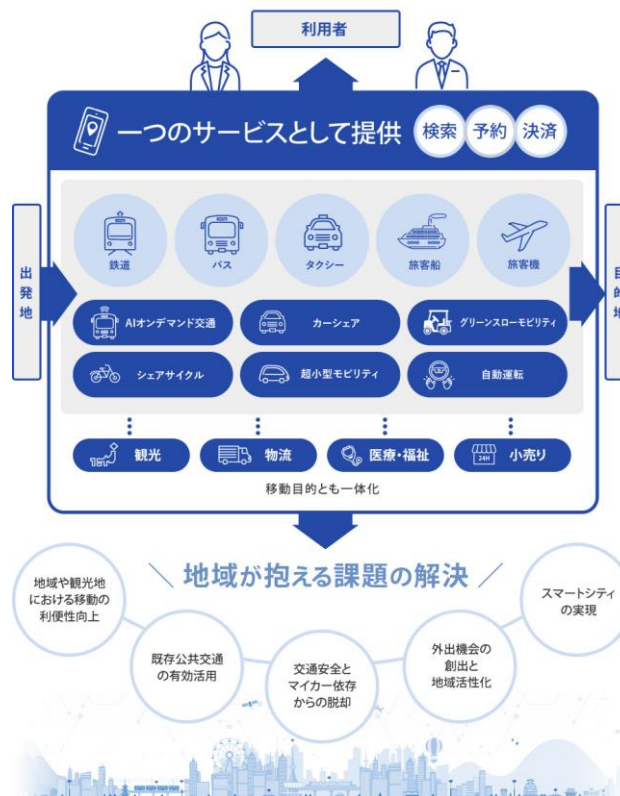 利用者
一つのサービスとして提供
検索
予約
決済
出
発
地
目
的
地
鉄道
バス
タクシー
旅客船
旅客機
AIオンデマンド交通
カーシェア
グリーンスローモビリティ
シェアサイクル
超小型モビリティ
自動運転
観光
物流
医療・福祉
24H
小売り
移動目的とも一体化
地域が抱える課題の解決
地域や観光地
における移動の
利便性向上
既存公共交通
の有効活用
交通安全と
マイカー依存
からの脱却
外出機会の
創出と
地域活性化
スマートシティ
の実現